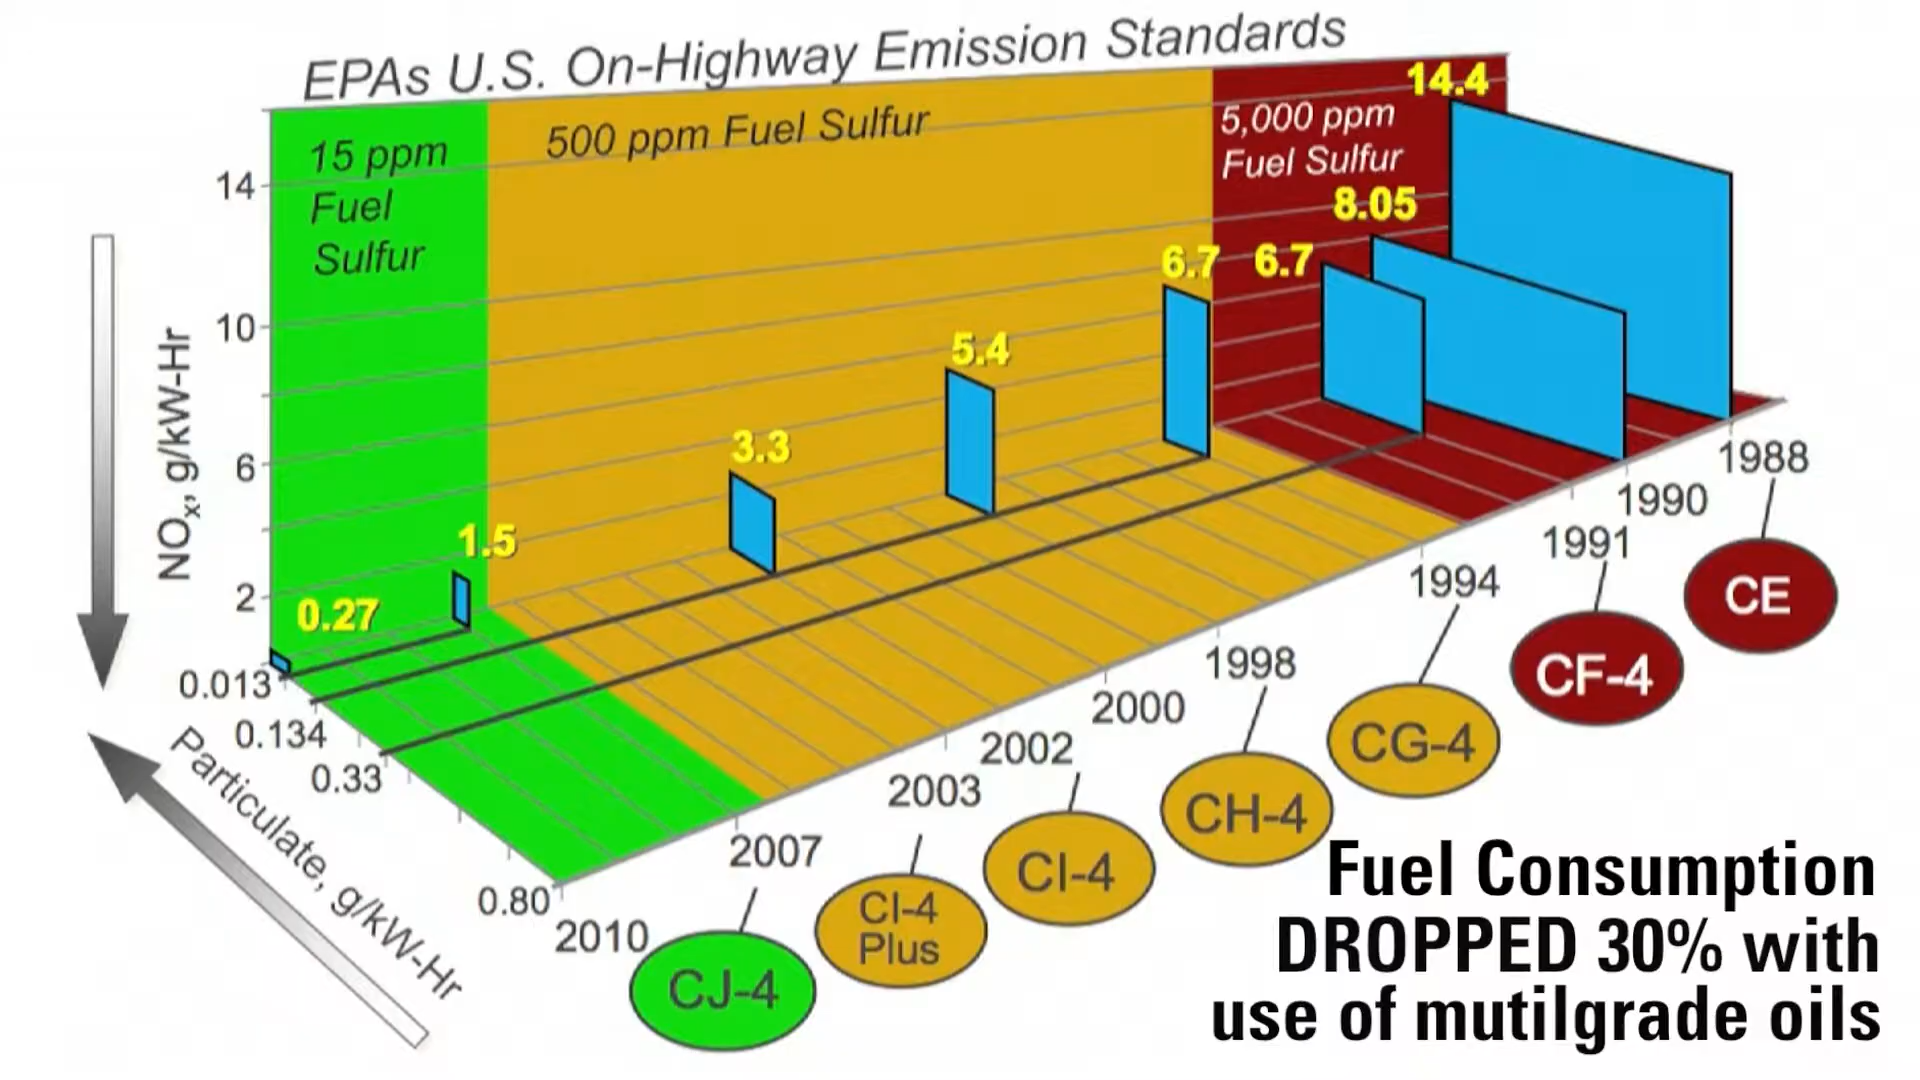 EPAs U.S. On-Highway Emission Standards
15 ppm
Fuel
Sulfur
500 ppm Fuel Sulfur
5,000 ppm
Fuel Sulfur
14.4
8.05
6.7
6.7
5.4
3.3
1.5
0.27
14
10
6
2
NOx, g/kW-Hr
0.013
0.134
0.33
0.80
Particulate, g/kW-Hr
1988
1990
1991
1994
1998
2000
2002
2003
2007
2010
CE
CF-4
CG-4
CH-4
CI-4
CI-4
Plus
CJ-4
Fuel Consumption
DROPPED 30% with
use of mutilgrade oils